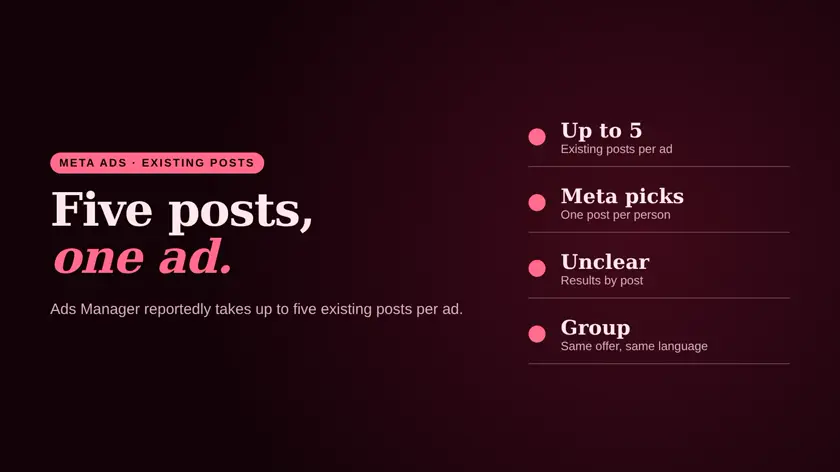 META ADS · EXISTING POSTS
Five posts,
one ad.
Ads Manager reportedly takes up to five existing posts per ad.
Up to 5
Existing posts per ad
Meta picks
One post per person
Unclear
Results by post
Group
Same offer, same language